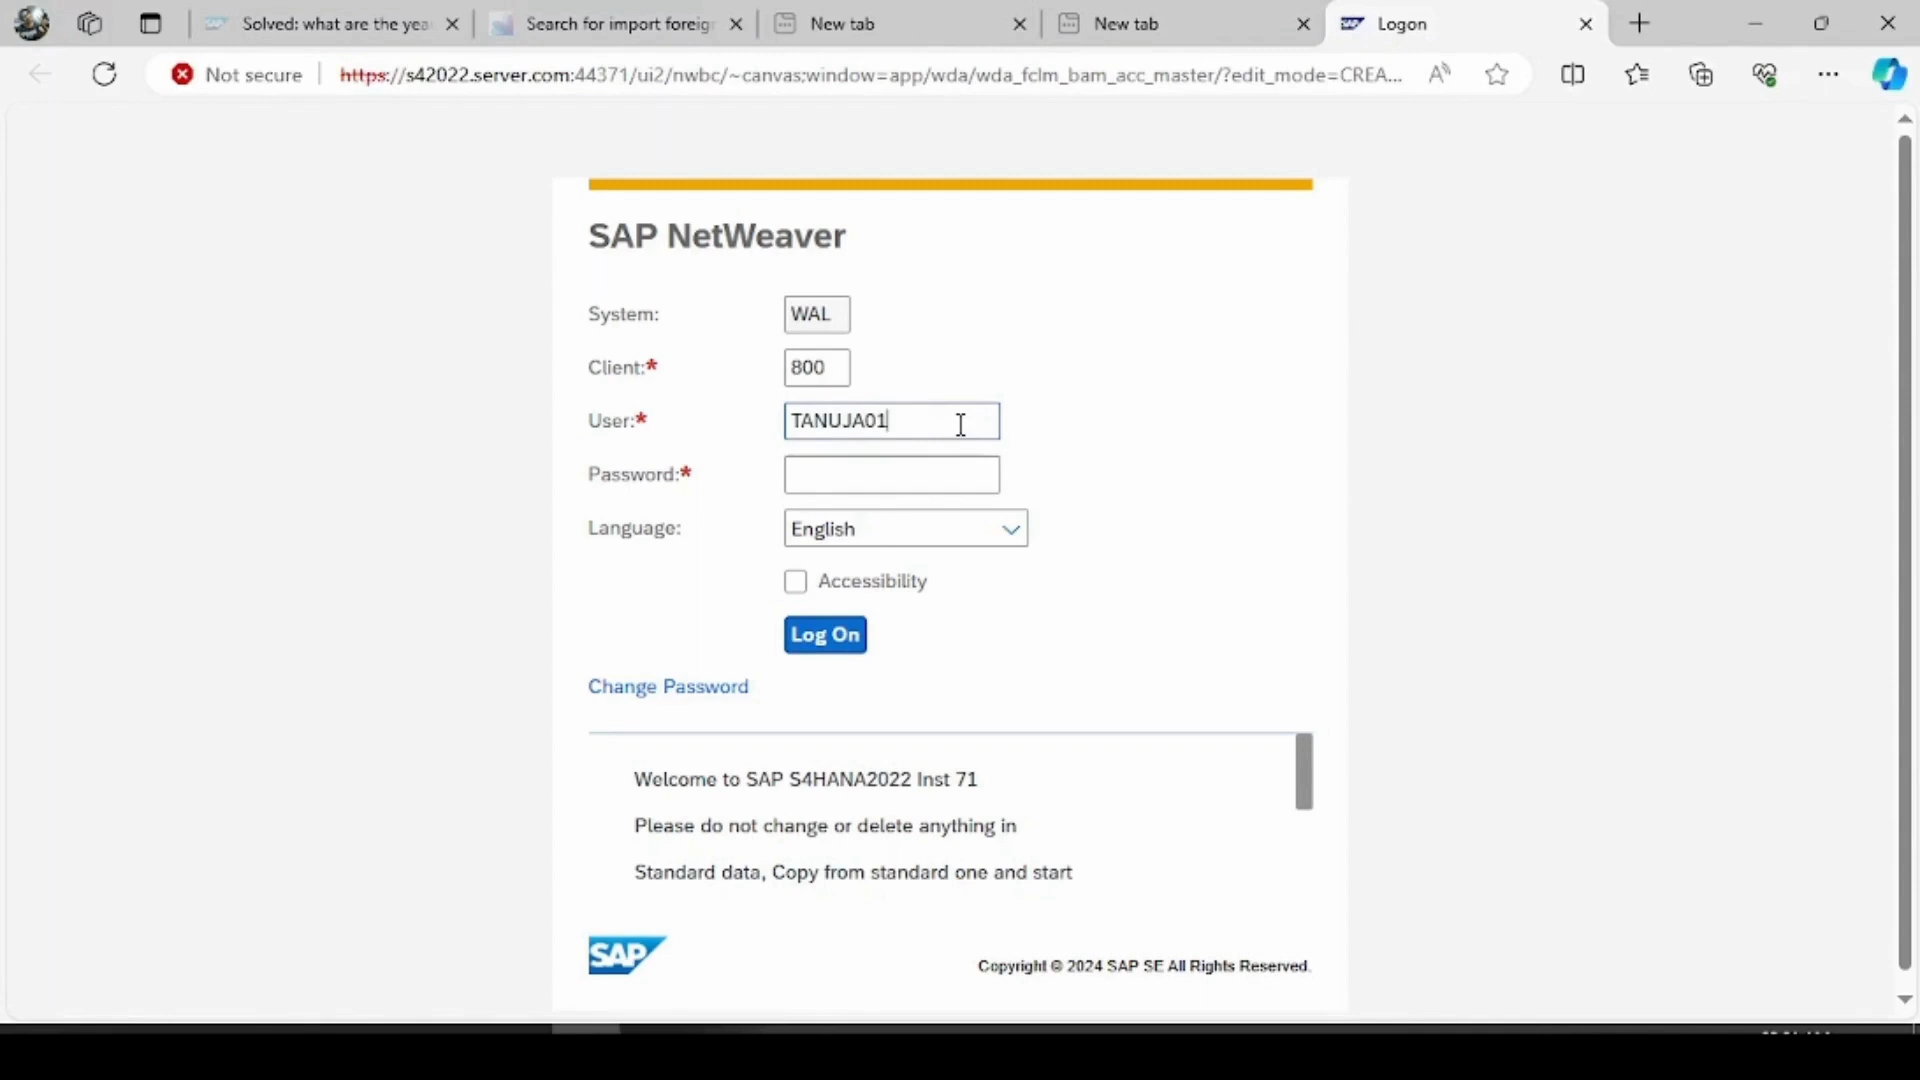 Solved: what are the yea
Search for import foreign
New tab
New tab
Logon
Not secure
https://s42022.server.com:44371/ui2/nwbc/~canvas;window=app/wda/wda_fclm_bam_acc_master/?edit_mode=CREA...
SAP NetWeaver
System:
WAL
Client:*
800
User:*
TANUJA01
Password:*
Language:
English
Accessibility
Log On
Change Password
Welcome to SAP S4HANA2022 Inst 71
Please do not change or delete anything in
Standard data, Copy from standard one and start
SAP
Copyright © 2024 SAP SE All Rights Reserved.